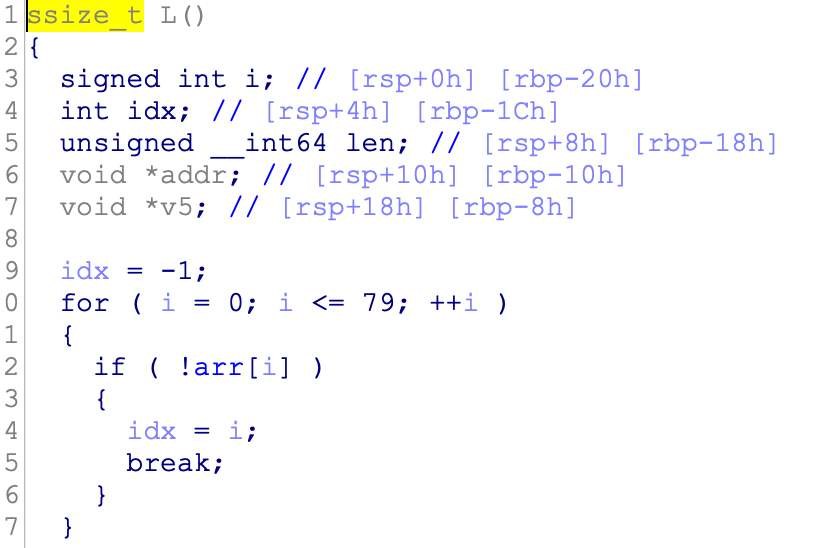 1 ssize_t L()
2 {
3   signed int i; // [rsp+0h] [rbp-20h]
4   int idx; // [rsp+4h] [rbp-1Ch]
5   unsigned __int64 len; // [rsp+8h] [rbp-18h]
6   void *addr; // [rsp+10h] [rbp-10h]
7   void *v5; // [rsp+18h] [rbp-8h]
8
9   idx = -1;
0   for ( i = 0; i <= 79; ++i )
1   {
2     if ( !arr[i] )
3     {
4       idx = i;
5       break;
6     }
7   }